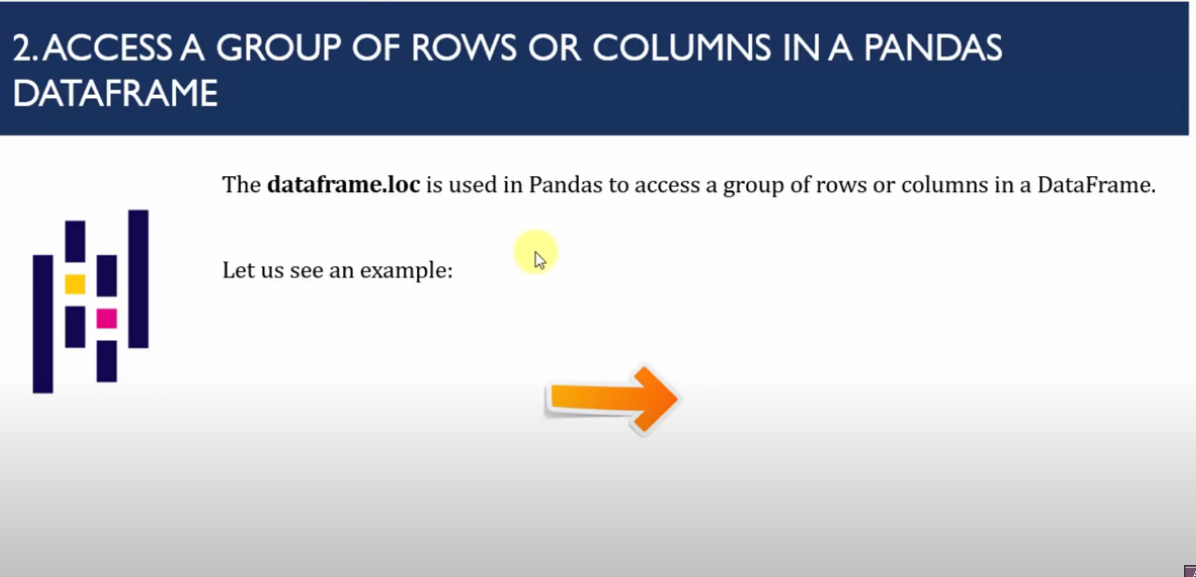 2. ACCESS A GROUP OF ROWS OR COLUMNS IN A PANDAS
DATAFRAME
The dataframe.loc is used in Pandas to access a group of rows or columns in a DataFrame.
Let us see an example: